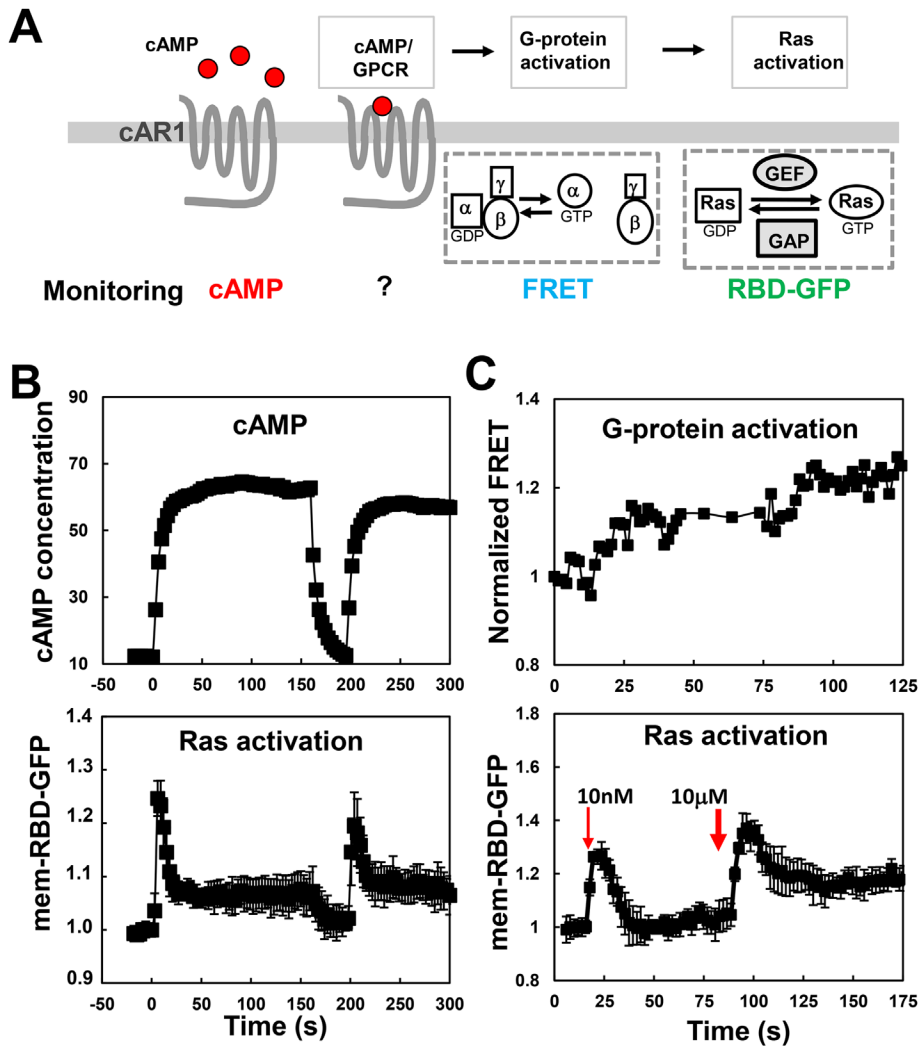 A
cAMP
cAMP/
GPCR
G-protein
activation
Ras
activation
cAR1
α
GDP
γ
β
α
GTP
γ
β
Ras
GDP
GEF
GAP
Ras
GTP
Monitoring cAMP ? FRET RBD-GFP
B
cAMP
cAMP concentration
90
70
50
30
10
-50 0 50 100 150 200 250 300
Ras activation
mem-RBD-GFP
1.4
1.3
1.2
1.1
1.0
0.9
-50 0 50 100 150 200 250 300
Time (s)
C
G-protein activation
Normalized FRET
1.4
1.2
1
0.8
0 25 50 75 100 125
Ras activation
10nM
10μM
mem-RBD-GFP
1.8
1.6
1.4
1.2
1.0
0.8
0 25 50 75 100 125 150 175
Time (s)